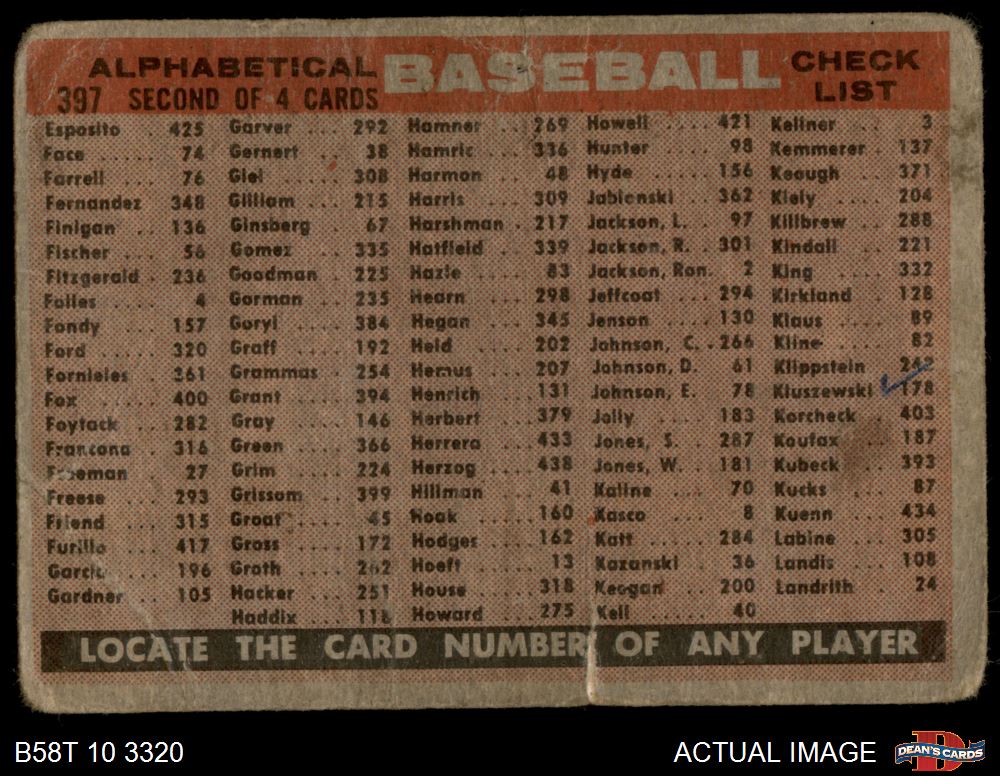 ALPHABETICAL BASEBALL CHECK LIST
397 SECOND OF 4 CARDS
Esposito . 425
Face .... 74
Farrell .... 76
Fernandez 348
Finigan .. 136
Fischer ... 56
Fitzgerald . 236
Foiles .... 4
Fondy ... 157
Ford .... 320
Fornieles . 361
Fox ..... 400
Foytack .. 282
Francona . 316
Freeman .. 27
Freese ... 293
Friend ... 315
Furillo ... 417
Garcia ... 196
Gardner .. 105
Garver ... 292
Gernert .. 38
Giel .... 308
Gilliam ... 215
Ginsberg .. 67
Gomez ... 335
Goodman . 225
Gorman .. 235
Goryl .... 384
Graff .... 192
Grammas . 254
Grant .... 394
Gray .... 146
Green ... 366
Grim .... 224
Grissom .. 399
Groat .... 45
Gross .... 172
Groth .... 262
Hacker ... 251
Haddix ... 118
Hamner .. 269
Hamric ... 336
Harmon .. 48
Harris .... 309
Harshman . 217
Hatfield .. 339
Hazle .... 83
Hearn ... 298
Hegan ... 345
Held .... 202
Hemus ... 207
Henrich .. 131
Herbert .. 379
Herrera .. 433
Herzog .. 438
Hillman .. 41
Hoak .... 160
Hodges .. 162
Hoeft .... 13
House ... 318
Howard .. 275
Howell .... 421
Hunter .... 98
Hyde ..... 156
Jablonski .. 362
Jackson, L. . 97
Jackson, R. . 301
Jackson, Ron. 2
Jeffcoat ... 294
Jensen .... 130
Johnson, C. . 266
Johnson, D. 61
Johnson, E. 78
Jolly ..... 183
Jones, S. .. 287
Jones, W. . 181
Kaline .... 70
Kasco .... 8
Katt ..... 284
Kazanski .. 36
Keegan ... 200
Kell ..... 40
Kellner ... 3
Kemmerer . 137
Keough ... 371
Kiely .... 204
Killbrew .. 288
Kindall ... 221
King .... 332
Kirkland .. 128
Klaus .... 89
Kline .... 82
Klippstein 242
Kluszewski 178
Korcheck . 403
Koufax ... 187
Kubeck ... 393
Kucks ... 87
Kuenn ... 434
Labine ... 305
Landis ... 108
Landrith .. 24
LOCATE THE CARD NUMBER OF ANY PLAYER
B58T 10 3320
ACTUAL IMAGE
DEAN'S CARDS